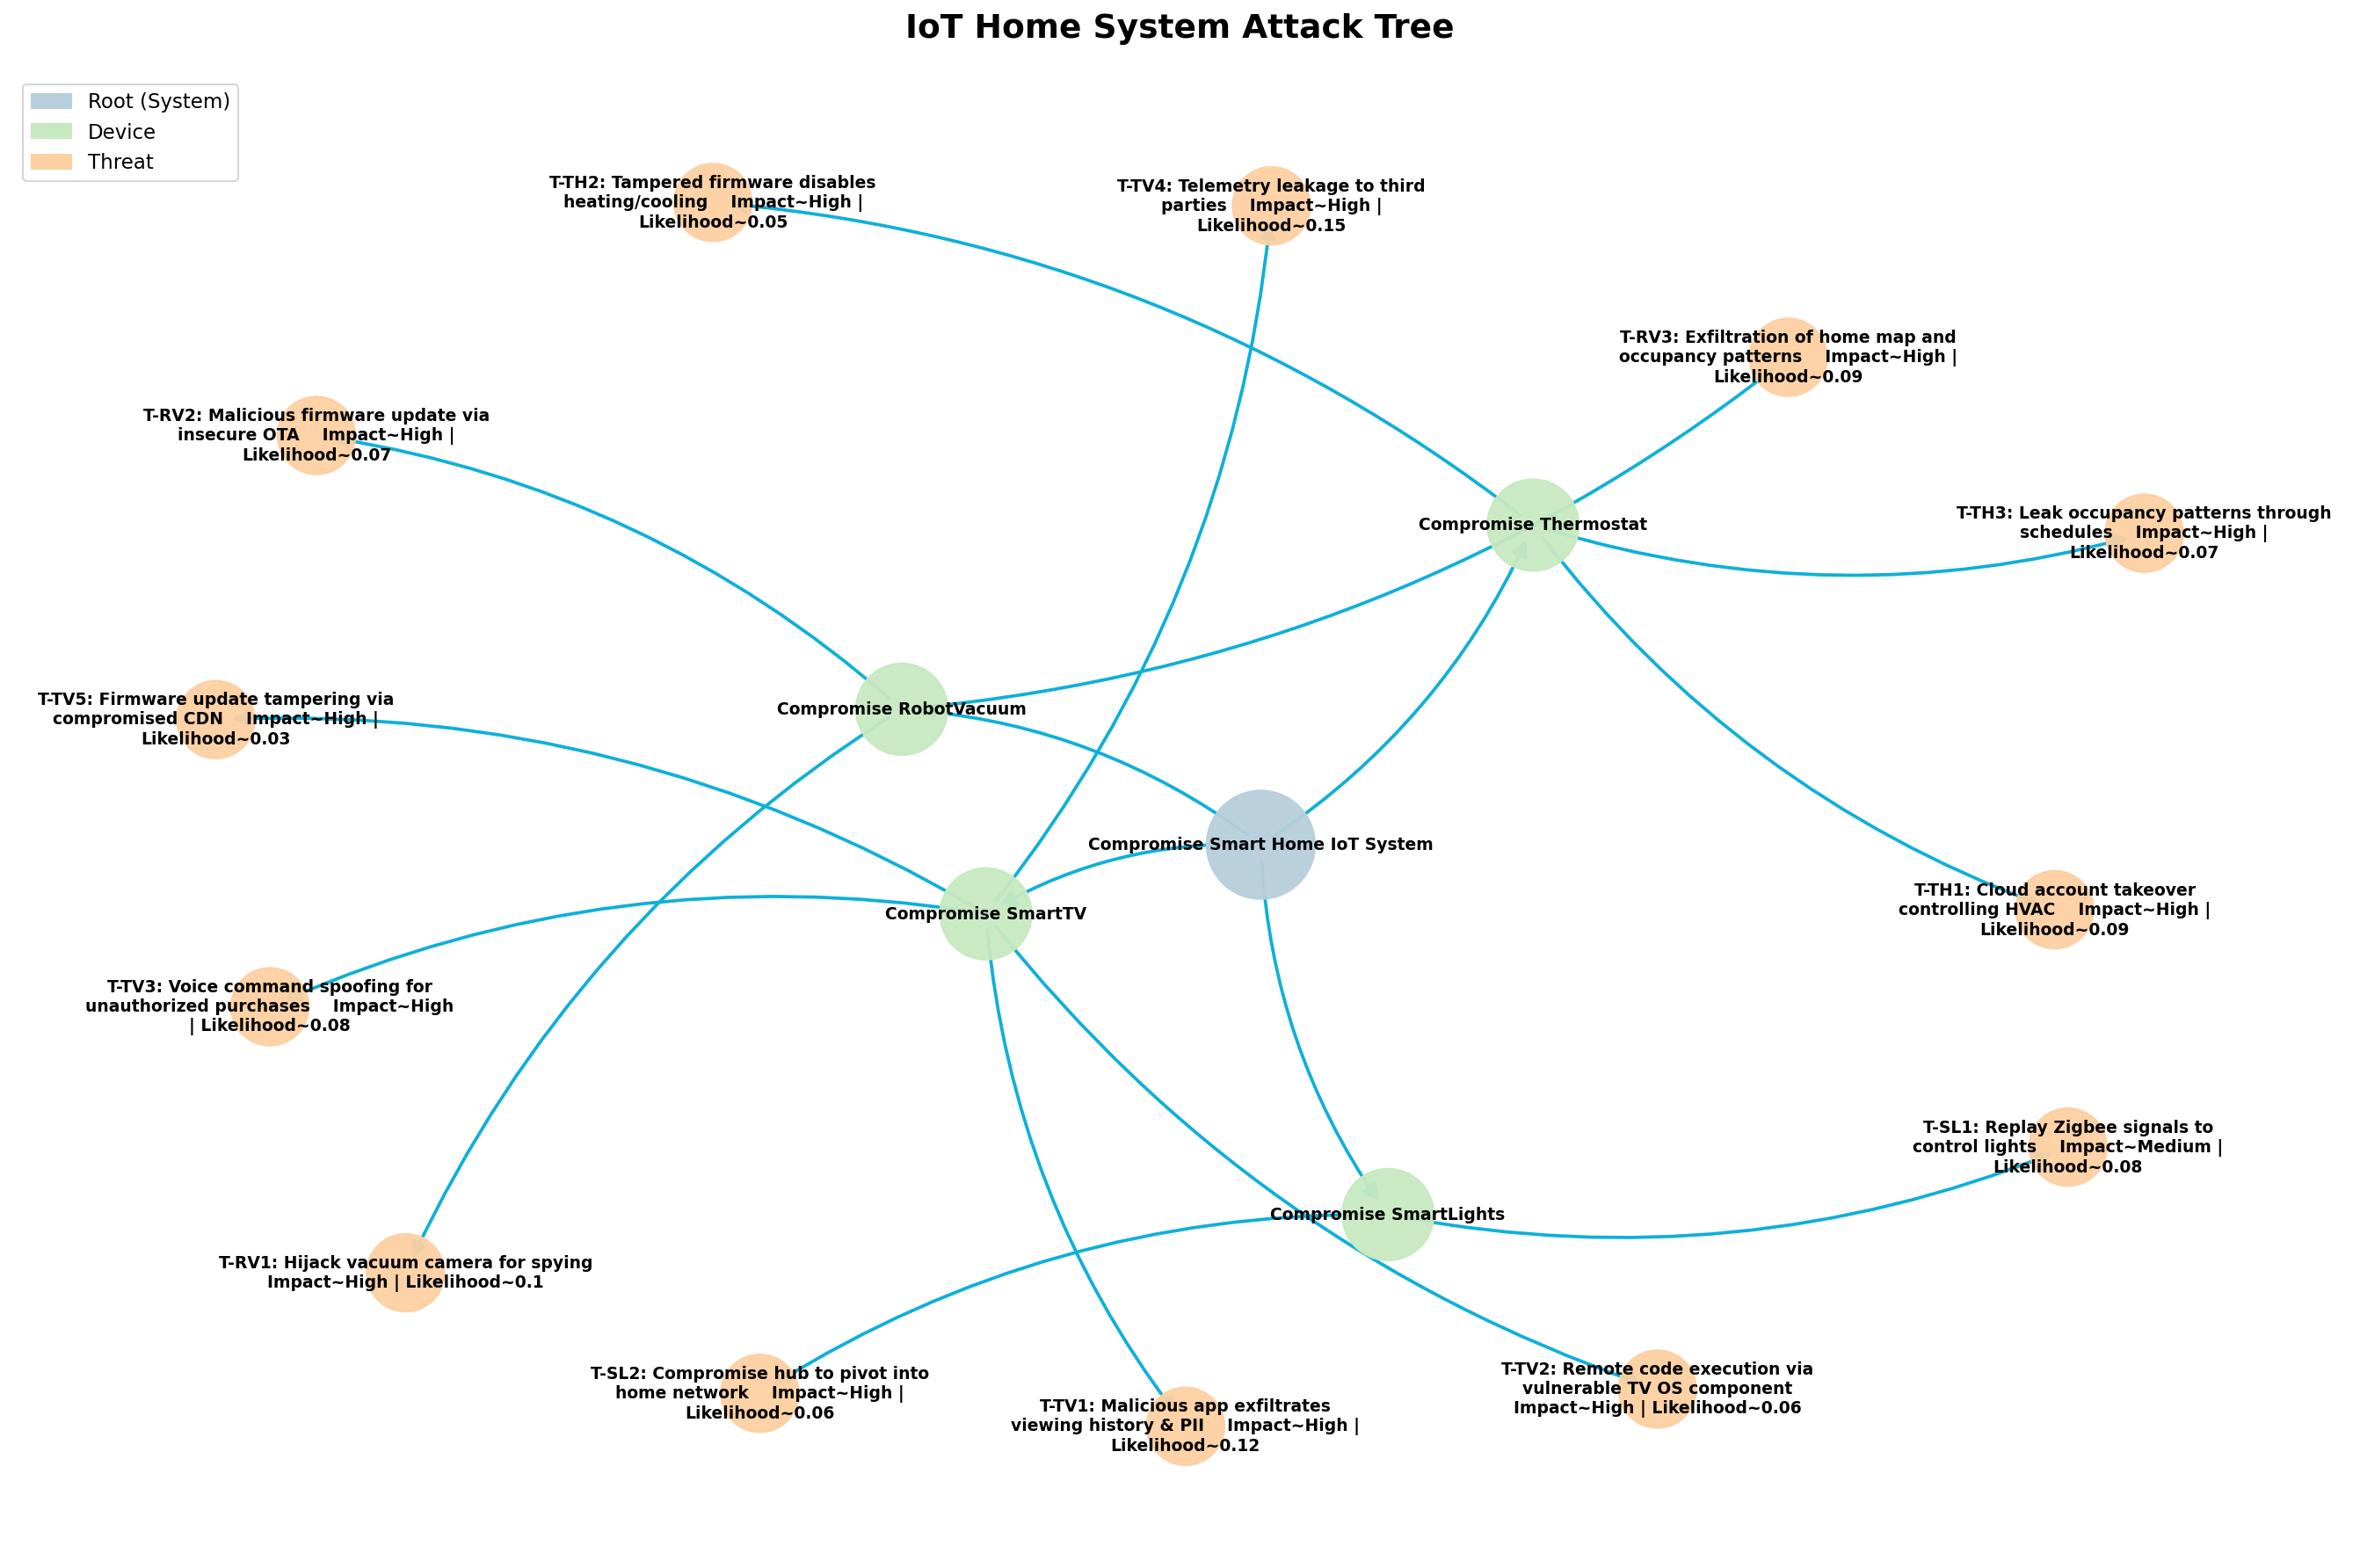 IoT Home System Attack Tree
Root (System)
Device
Threat
T-TH2: Tampered firmware disables
heating/cooling    Impact~High |
Likelihood~0.05
T-TV4: Telemetry leakage to third
parties    Impact~High |
Likelihood~0.15
T-RV3: Exfiltration of home map and
occupancy patterns    Impact~High |
Likelihood~0.09
T-RV2: Malicious firmware update via
insecure OTA    Impact~High |
Likelihood~0.07
T-TH3: Leak occupancy patterns through
schedules    Impact~High |
Likelihood~0.07
Compromise Thermostat
T-TV5: Firmware update tampering via
compromised CDN    Impact~High |
Likelihood~0.03
Compromise RobotVacuum
Compromise Smart Home IoT System
Compromise SmartTV
T-TH1: Cloud account takeover
controlling HVAC    Impact~High |
Likelihood~0.09
T-TV3: Voice command spoofing for
unauthorized purchases    Impact~High
| Likelihood~0.08
T-SL1: Replay Zigbee signals to
control lights    Impact~Medium |
Likelihood~0.08
Compromise SmartLights
T-RV1: Hijack vacuum camera for spying
Impact~High | Likelihood~0.1
T-SL2: Compromise hub to pivot into
home network    Impact~High |
Likelihood~0.06
T-TV1: Malicious app exfiltrates
viewing history & PII    Impact~High |
Likelihood~0.12
T-TV2: Remote code execution via
vulnerable TV OS component
Impact~High | Likelihood~0.06